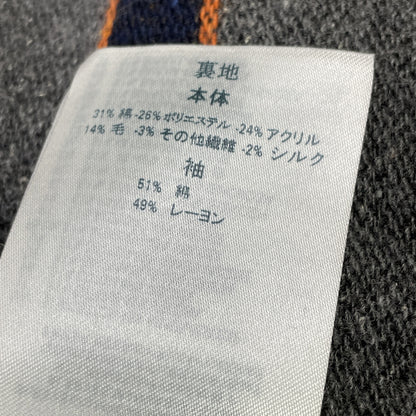 裏地
本体
31% 綿 -26% ポリエステル -24% アクリル
14% 毛 -3% その他繊維 -2% シルク
袖
51% 綿
49% レーヨン